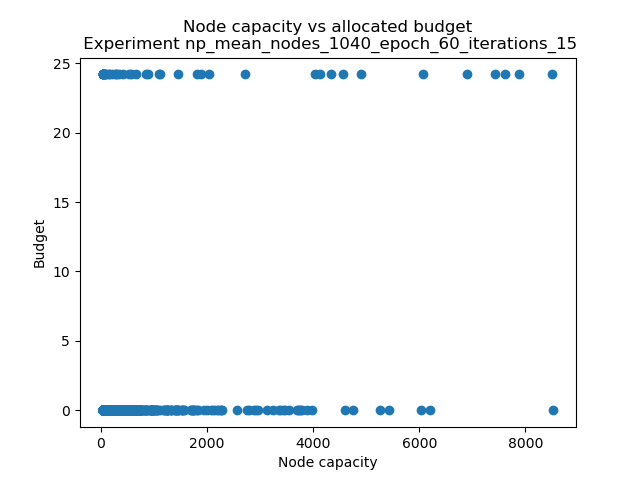 Node capacity vs allocated budget
Experiment np_mean_nodes_1040_epoch_60_iterations_15
25
20
15
10
5
0
Budget
0 2000 4000 6000 8000
Node capacity